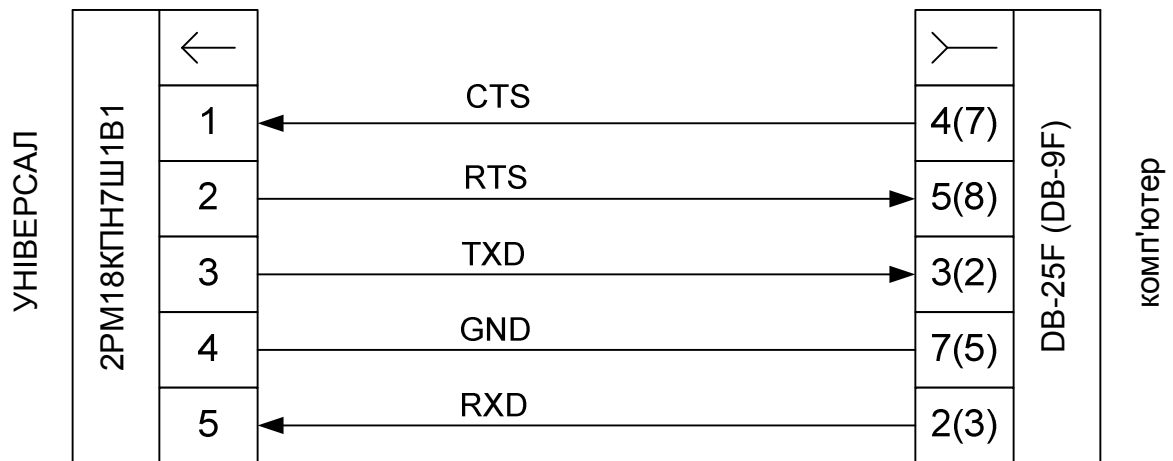 УНІВЕРСАЛ
2РМ18КПН7Ш1В1
1 CTS 4(7)
2 RTS 5(8)
3 TXD 3(2)
4 GND 7(5)
5 RXD 2(3)
DB-25F (DB-9F)
комп'ютер